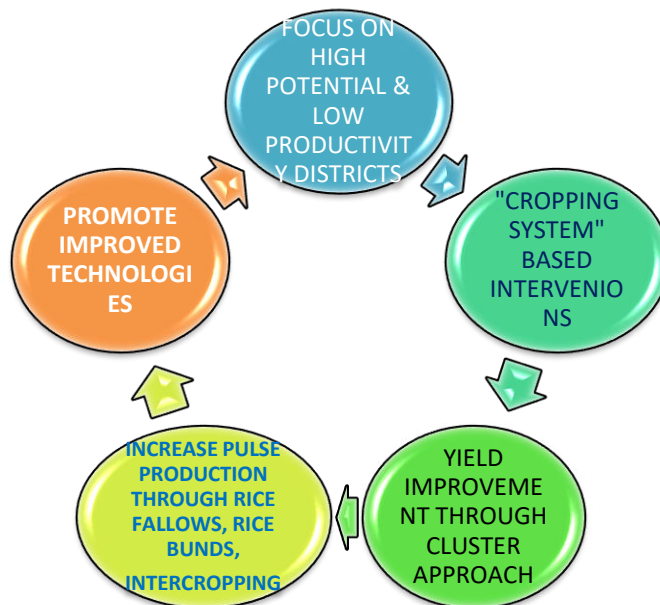 FOCUS ON
HIGH
POTENTIAL &
LOW
PRODUCTIVIT
Y DISTRICTS
"CROPPING
SYSTEM"
BASED
INTERVENIO
NS
YIELD
IMPROVEME
NT THROUGH
CLUSTER
APPROACH
INCREASE PULSE
PRODUCTION
THROUGH RICE
FALLOWS, RICE
BUNDS,
INTERCROPPING
PROMOTE
IMPROVED
TECHNOLOGI
ES